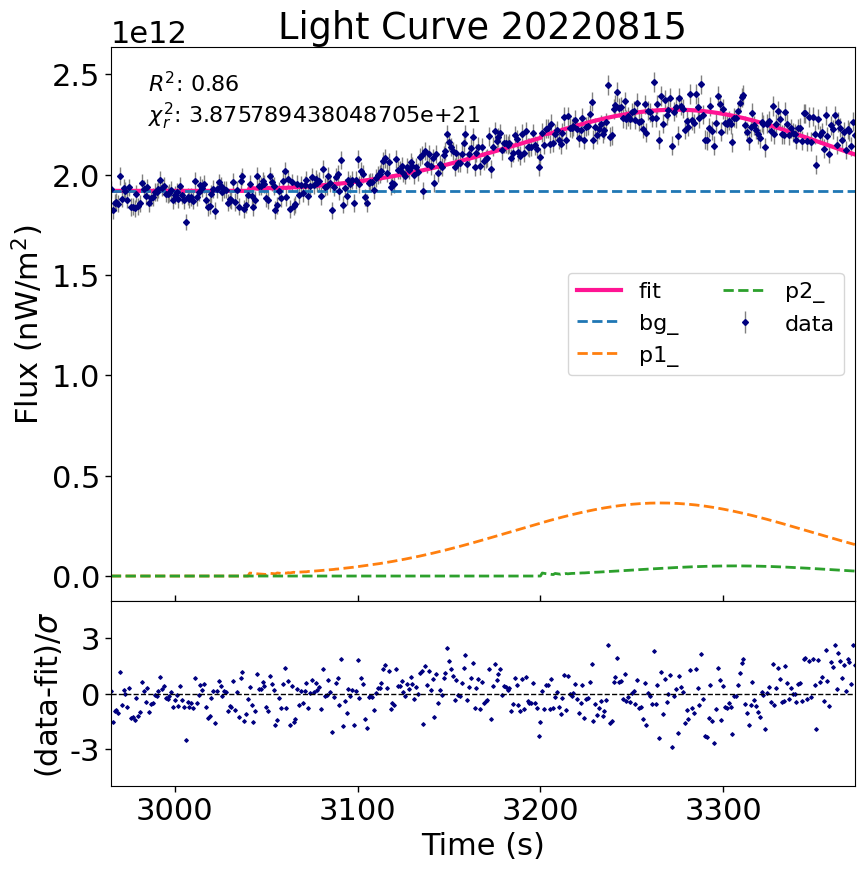 Light Curve 20220815
1e12
R²: 0.86
χ²ᵣ: 3.875789438048705e+21
2.5
2.0
1.5
1.0
0.5
0.0
Flux (nW/m²)
fit
bg_
p1_
p2_
data
3
0
-3
(data-fit)/σ
3000 3100 3200 3300
Time (s)